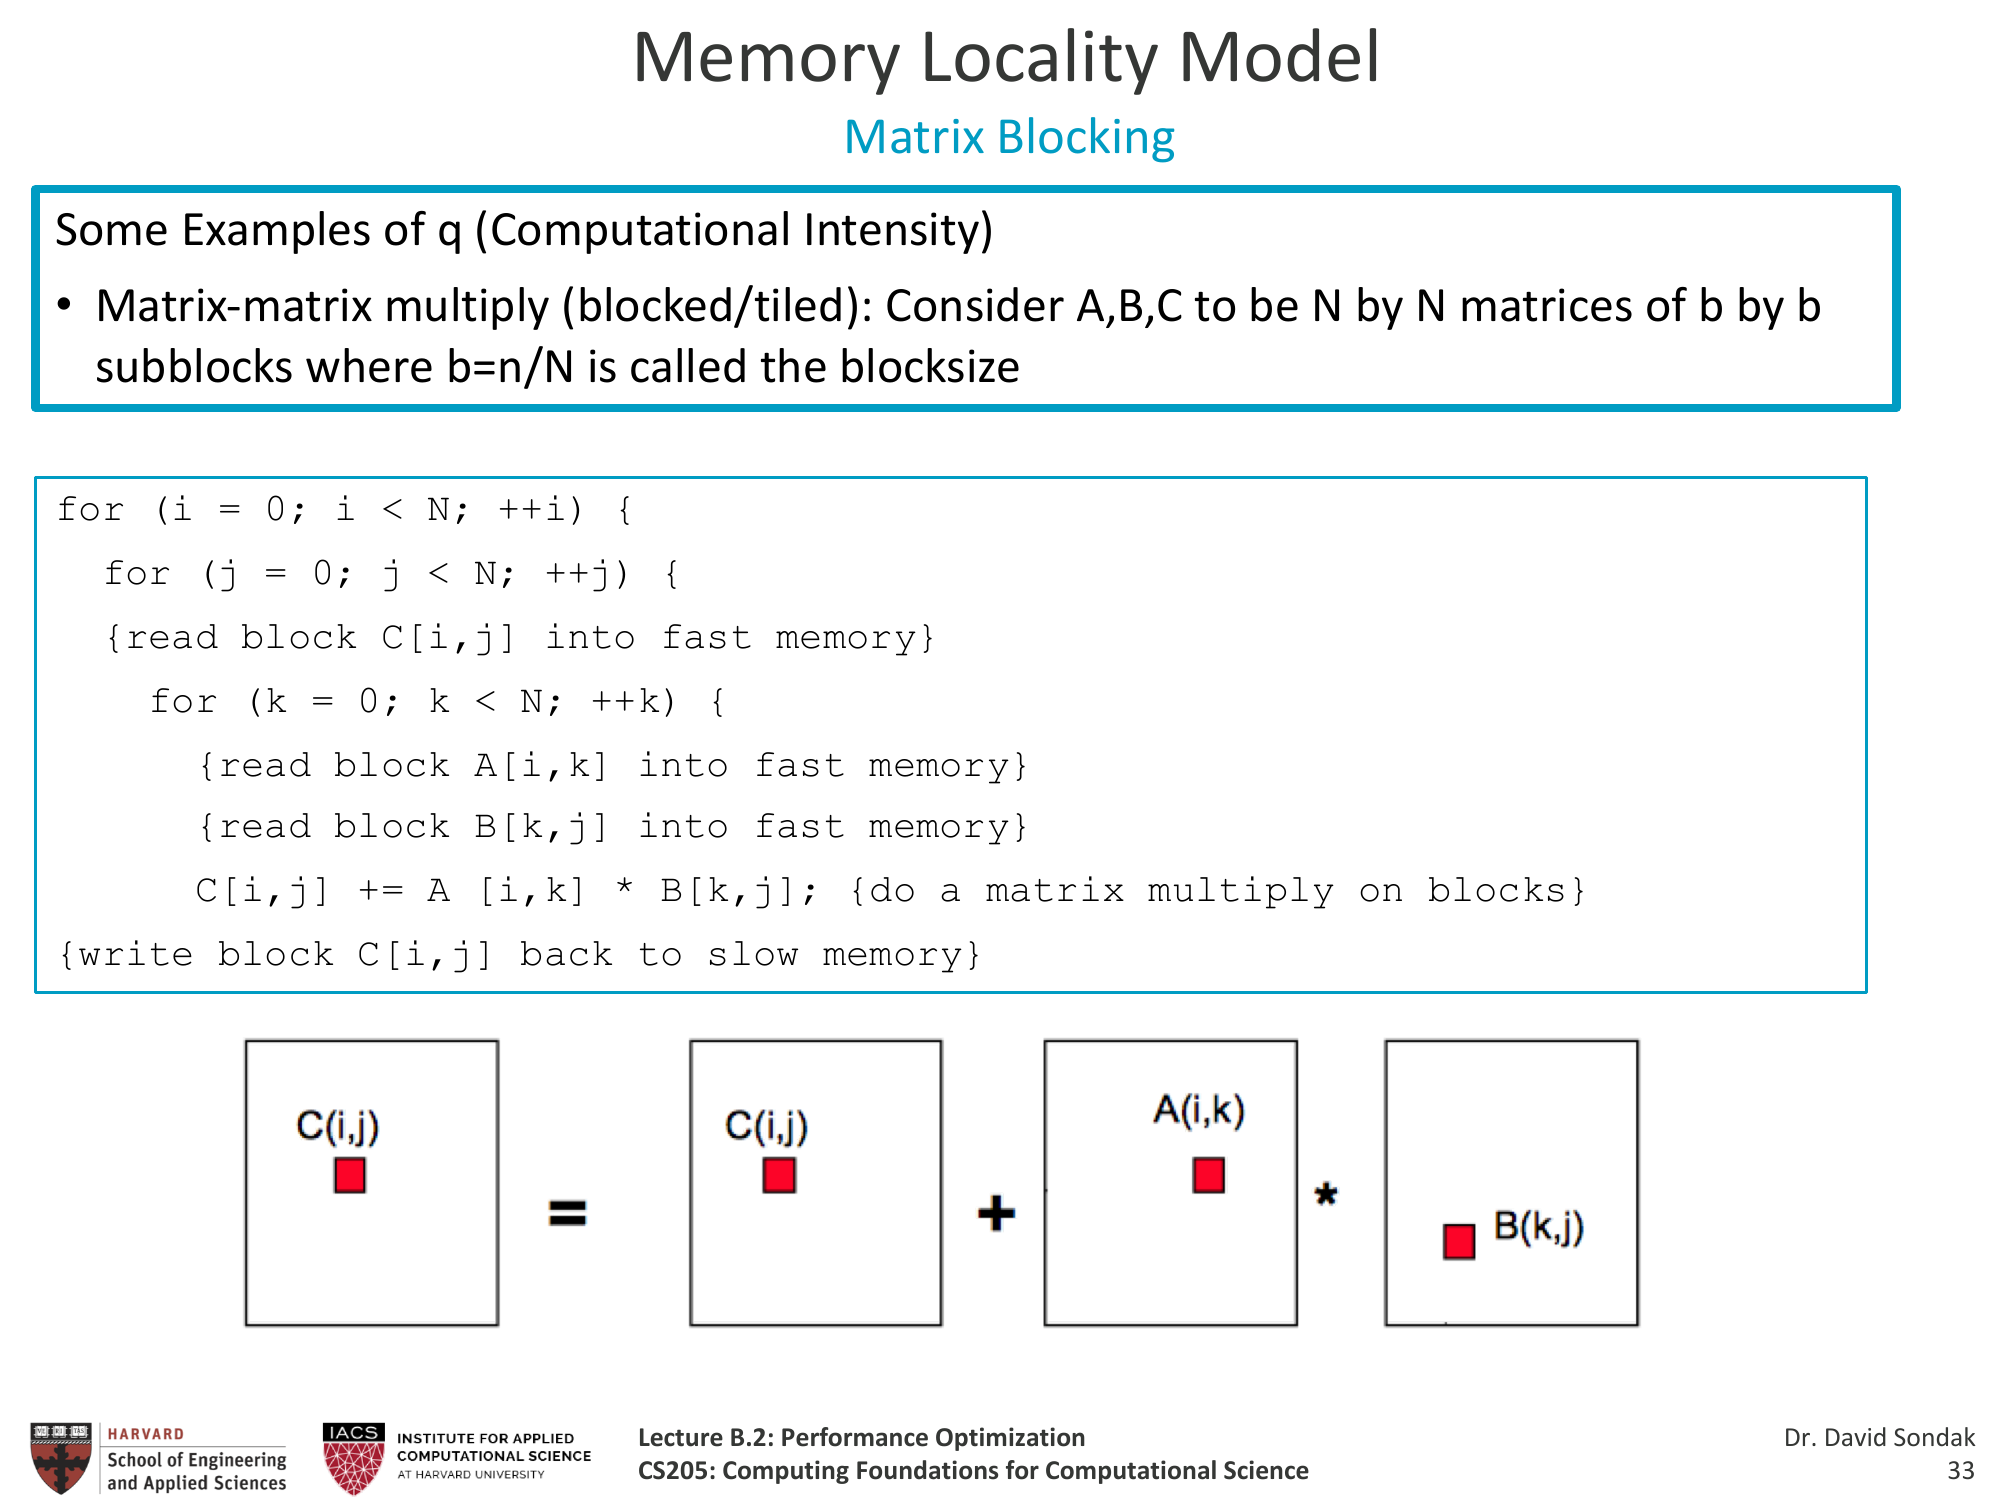 Memory Locality Model
Matrix Blocking
Some Examples of q (Computational Intensity)
• Matrix-matrix multiply (blocked/tiled): Consider A,B,C to be N by N matrices of b by b
subblocks where b=n/N is called the blocksize
for (i = 0; i < N; ++i) {
  for (j = 0; j < N; ++j) {
  {read block C[i,j] into fast memory}
    for (k = 0; k < N; ++k) {
      {read block A[i,k] into fast memory}
      {read block B[k,j] into fast memory}
      C[i,j] += A [i,k] * B[k,j]; {do a matrix multiply on blocks}
{write block C[i,j] back to slow memory}
C(i,j)
=
C(i,j)
+
A(i,k)
*
B(k,j)
HARVARD
School of Engineering
and Applied Sciences
IACS
INSTITUTE FOR APPLIED
COMPUTATIONAL SCIENCE
AT HARVARD UNIVERSITY
Lecture B.2: Performance Optimization
CS205: Computing Foundations for Computational Science
Dr. David Sondak
33